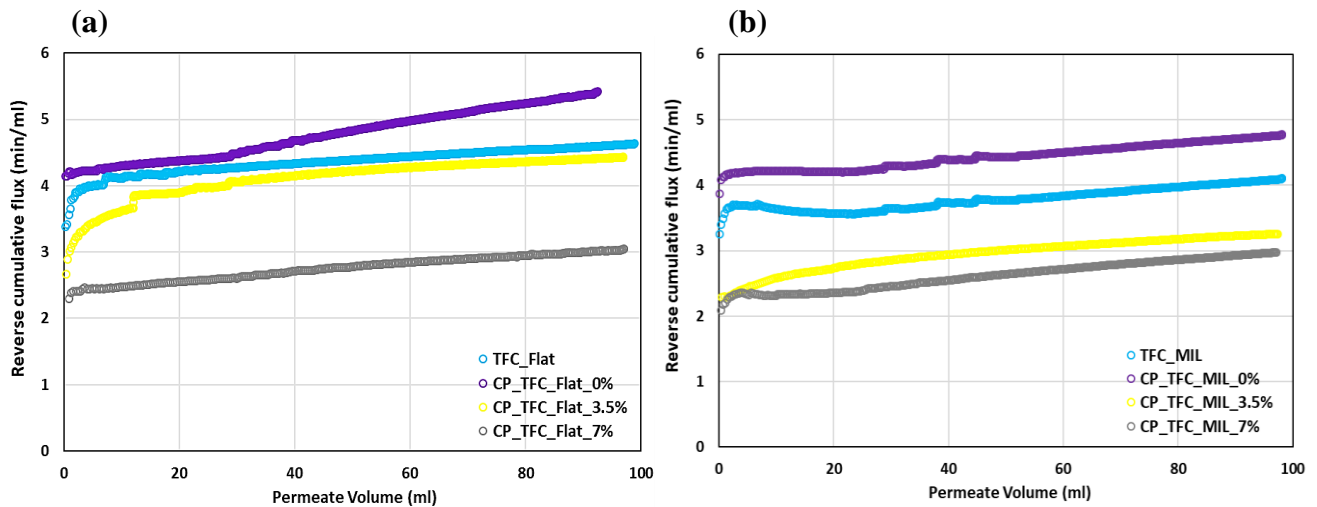 (a)
6
5
4
3
2
1
0
0 20 40 60 80 100
Reverse cumulative flux (min/ml)
Permeate Volume (ml)
TFC_Flat
CP_TFC_Flat_0%
CP_TFC_Flat_3.5%
CP_TFC_Flat_7%
(b)
6
5
4
3
2
1
0
0 20 40 60 80 100
Reverse cumulative flux (min/ml)
Permeate Volume (ml)
TFC_MIL
CP_TFC_MIL_0%
CP_TFC_MIL_3.5%
CP_TFC_MIL_7%